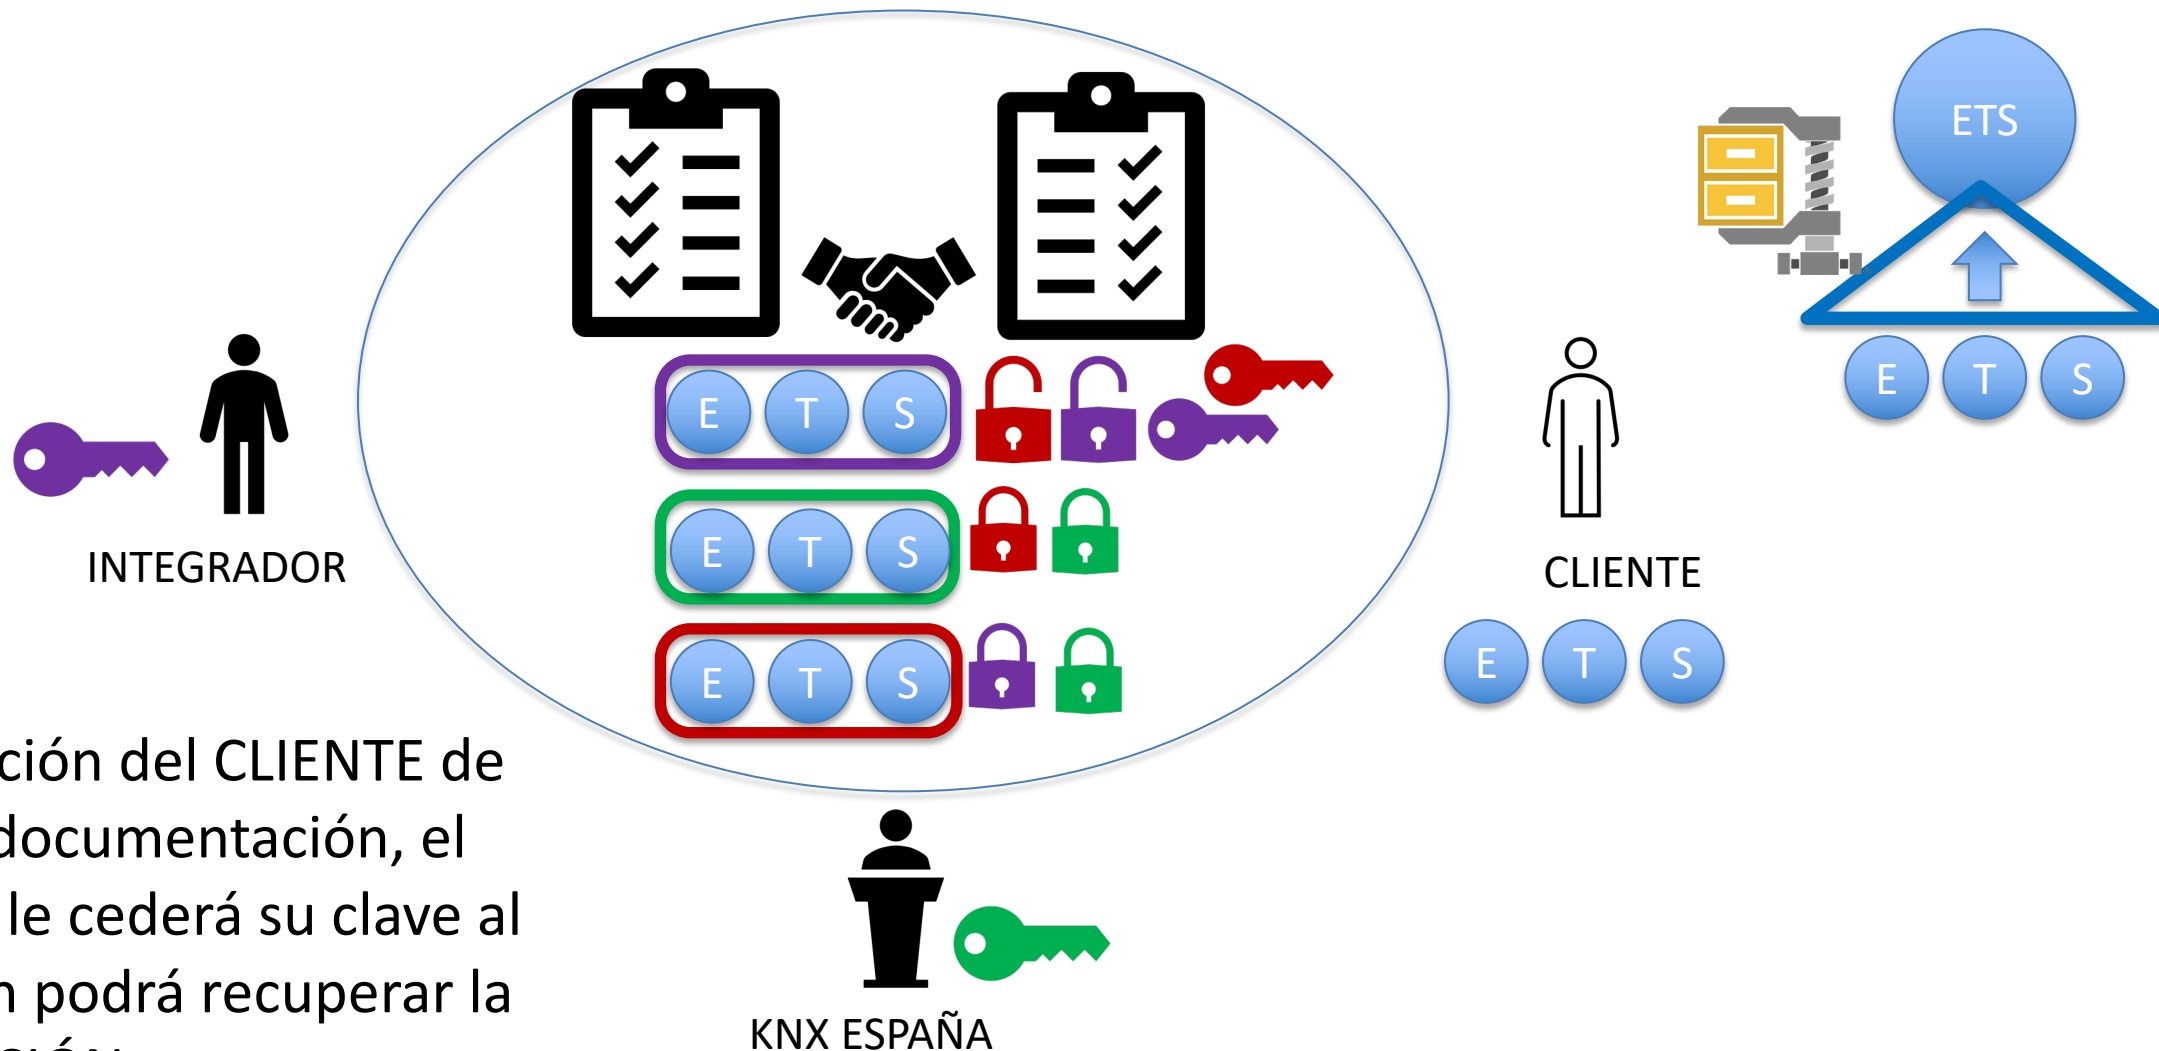 ETS
E T S
E T S
INTEGRADOR
E T S
CLIENTE
E T S
E T S
ción del CLIENTE de
documentación, el
le cederá su clave al
podrá recuperar la
CIÓN
KNX ESPAÑA